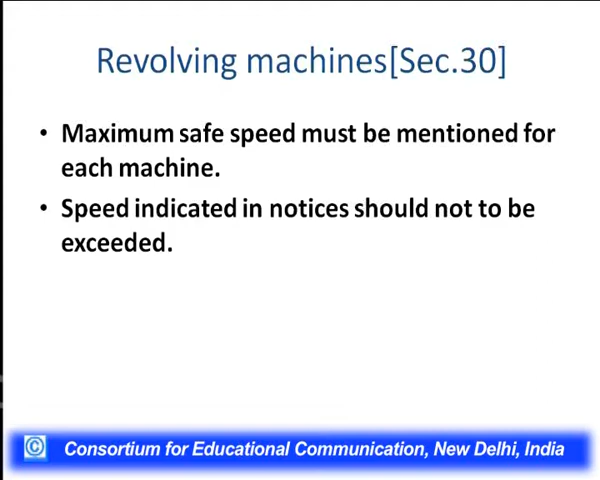 Revolving machines[Sec.30]
• Maximum safe speed must be mentioned for
each machine.
• Speed indicated in notices should not to be
exceeded.
© Consortium for Educational Communication, New Delhi, India